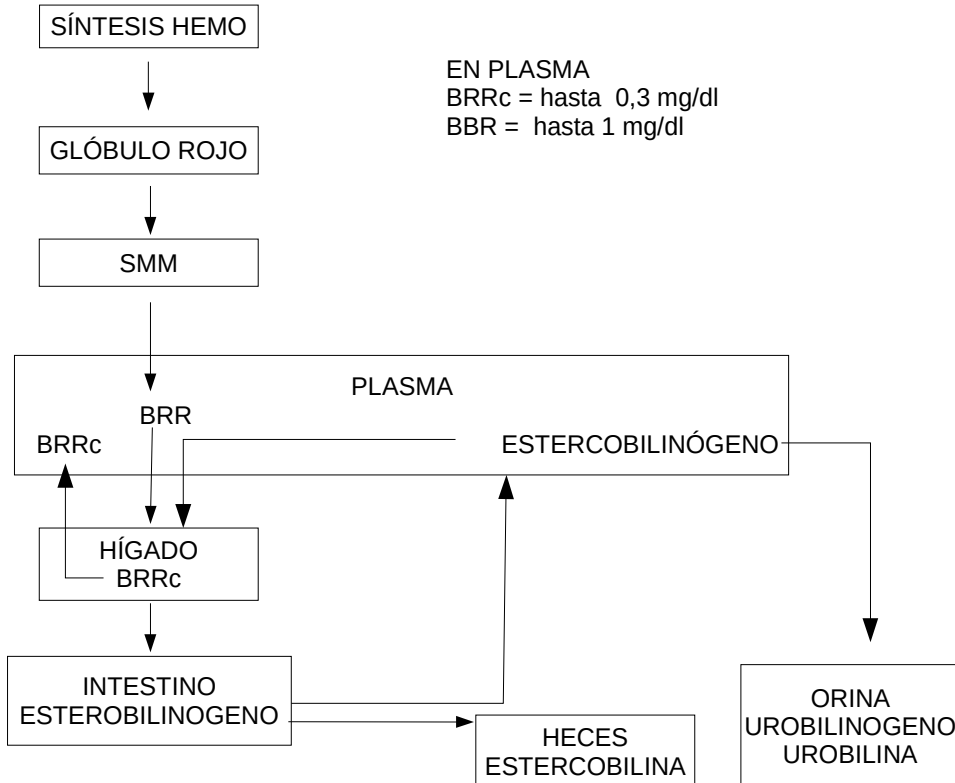 SÍNTESIS HEMO
EN PLASMA
BRRc = hasta 0,3 mg/dl
BBR = hasta 1 mg/dl
GLÓBULO ROJO
SMM
PLASMA
BRR
BRRc
ESTERCOBILINÓGENO
HÍGADO
BRRc
INTESTINO
ESTEROBILINOGENO
HECES
ESTERCOBILINA
ORINA
UROBILINOGENO
UROBILINA